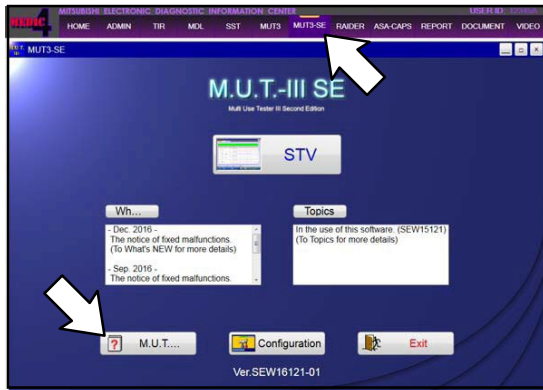 MITSUBISHI ELECTRONIC DIAGNOSTIC INFORMATION CENTER USER ID:
MEDIC 4 HOME ADMIN TIR MDL SST MUT3 MUT3-SE RAIDER ASA-CAPS REPORT DOCUMENT VIDEO
MUT3-SE
M.U.T.-III SE
Multi Use Tester III Second Edition
STV
Wh... Topics
- Dec. 2016 -
The notice of fixed malfunctions.
(To What's NEW for more details)
- Sep. 2016 -
The notice of fixed malfunctions.
In the use of this software. (SEW15121)
(To Topics for more details)
M.U.T.... Configuration Exit
Ver.SEW16121-01